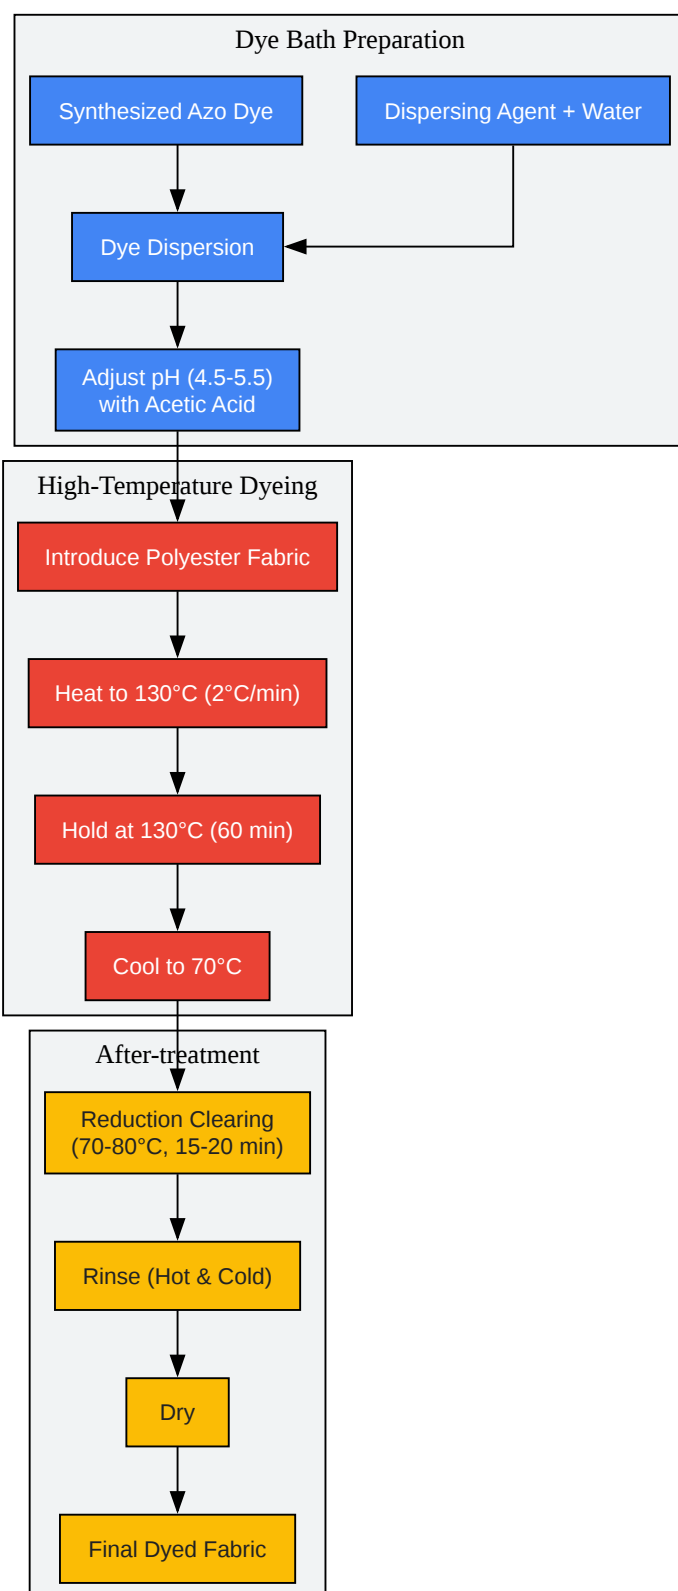 Dye Bath Preparation
Synthesized Azo Dye
Dispersing Agent + Water
Dye Dispersion
Adjust pH (4.5-5.5)
with Acetic Acid
High-Temperature Dyeing
Introduce Polyester Fabric
Heat to 130°C (2°C/min)
Hold at 130°C (60 min)
Cool to 70°C
After-treatment
Reduction Clearing
(70-80°C, 15-20 min)
Rinse (Hot & Cold)
Dry
Final Dyed Fabric